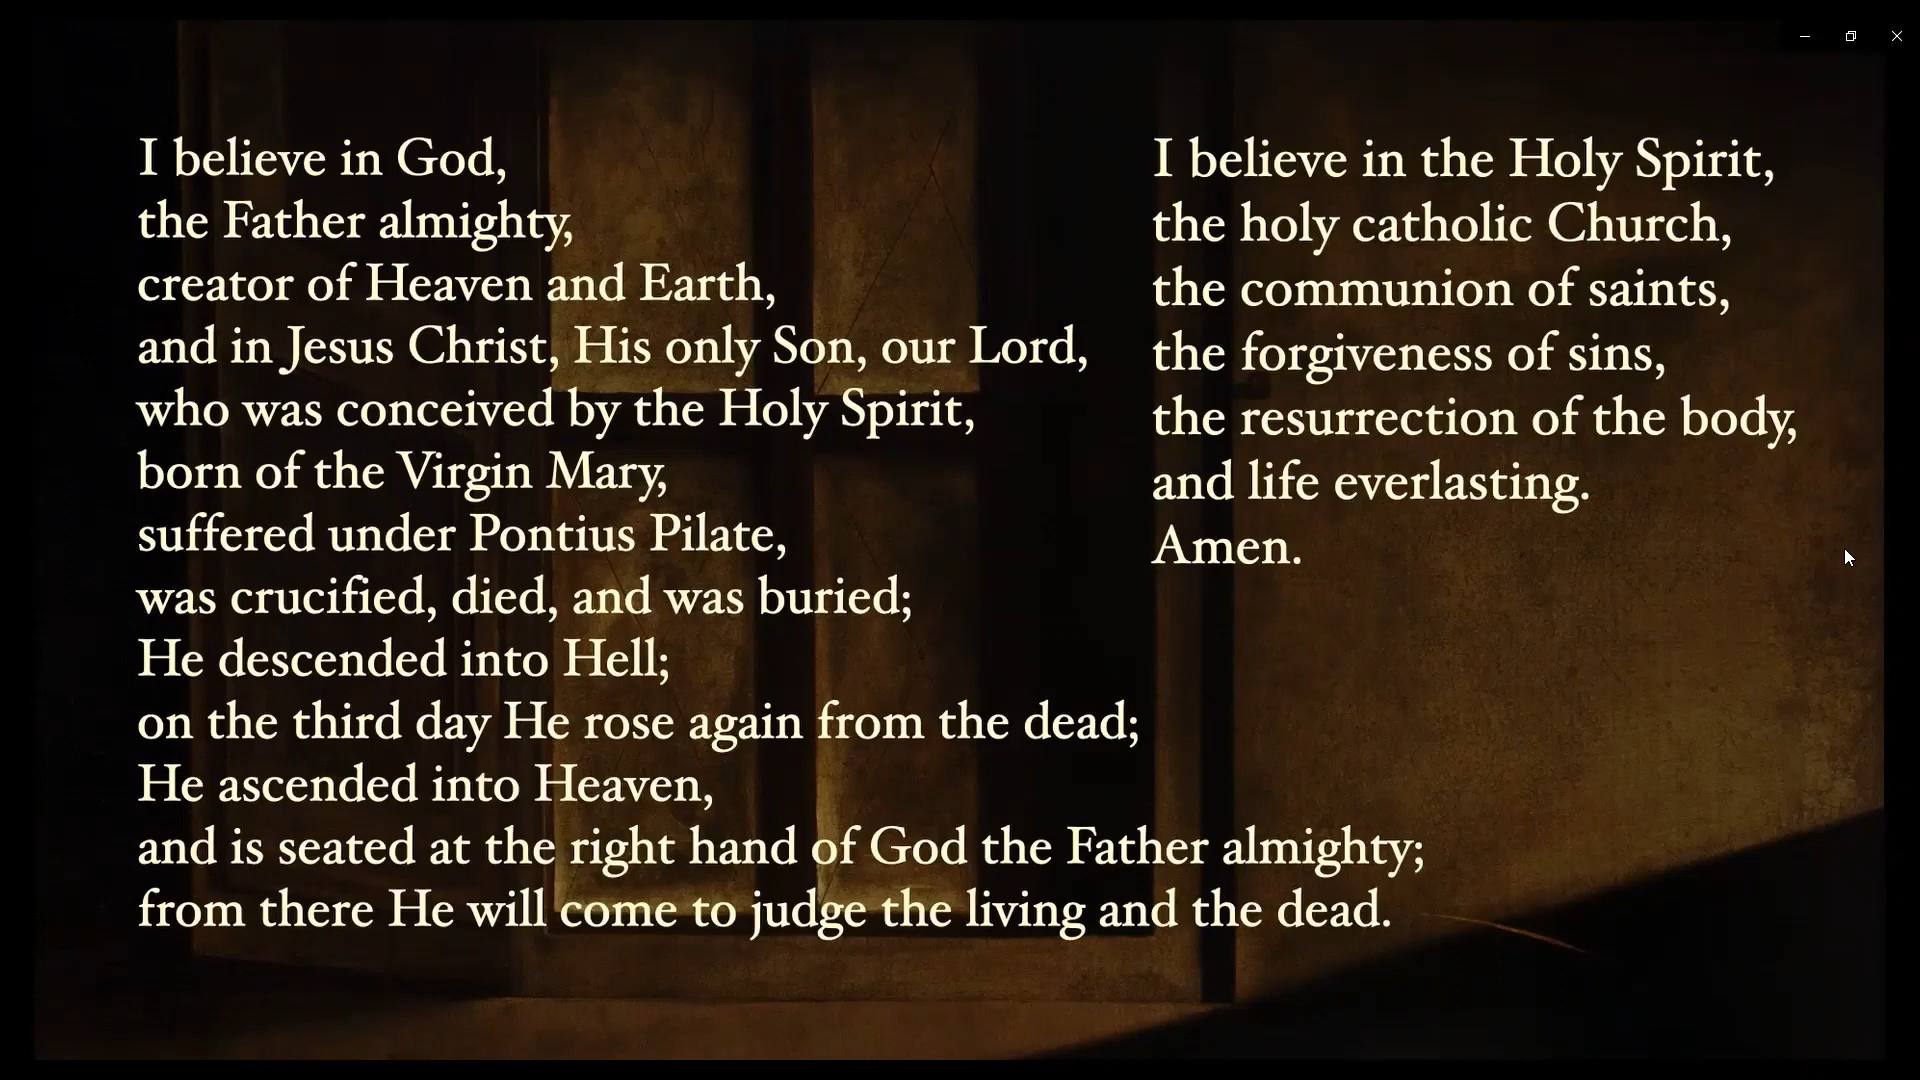 I believe in God,
the Father almighty,
creator of Heaven and Earth,
and in Jesus Christ, His only Son, our Lord,
who was conceived by the Holy Spirit,
born of the Virgin Mary,
suffered under Pontius Pilate,
was crucified, died, and was buried;
He descended into Hell;
on the third day He rose again from the dead;
He ascended into Heaven,
and is seated at the right hand of God the Father almighty;
from there He will come to judge the living and the dead.
I believe in the Holy Spirit,
the holy catholic Church,
the communion of saints,
the forgiveness of sins,
the resurrection of the body,
and life everlasting.
Amen.